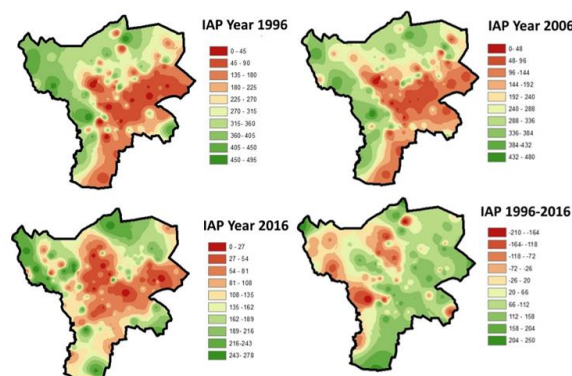 IAP Year 1996
0 - 45
45 - 90
135 - 180
180 - 225
225 - 270
270 - 315
315- 360
360- 405
405 - 450
450 - 495
IAP Year 2006
0- 48
48- 96
96 -144
144 -192
192 - 240
240 - 288
288 - 336
336- 384
384-432
432 - 480
IAP Year 2016
0 - 27
27 - 54
54 - 81
81 - 108
108 - 135
135-162
162-189
189- 216
216-243
243- 278
IAP 1996-2016
-210 - -164
-164- -118
-118 - -72
-72 - -26
-26 - 20
20 - 66
66 - 112
112 - 158
158 - 204
204 - 250